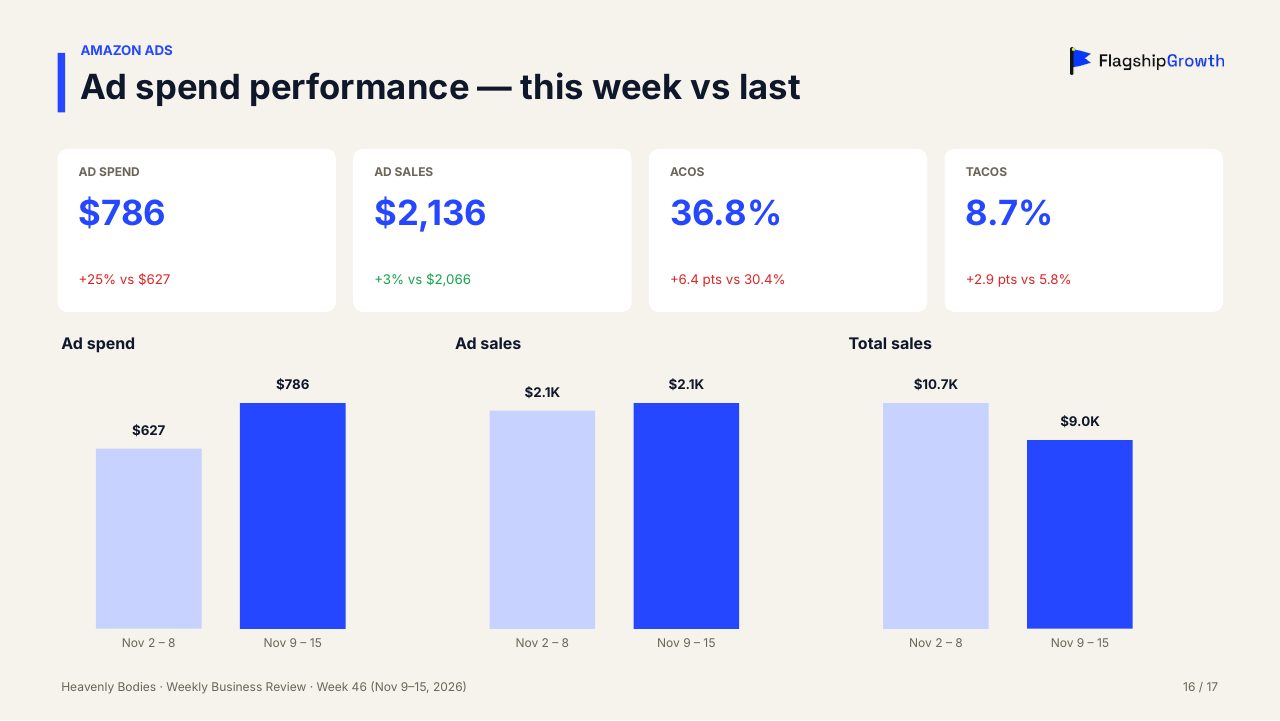 AMAZON ADS
Ad spend performance — this week vs last
FlagshipGrowth
AD SPEND
$786
+25% vs $627
AD SALES
$2,136
+3% vs $2,066
ACOS
36.8%
+6.4 pts vs 30.4%
TACOS
8.7%
+2.9 pts vs 5.8%
Ad spend
$627
$786
Nov 2 – 8
Nov 9 – 15
Ad sales
$2.1K
$2.1K
Nov 2 – 8
Nov 9 – 15
Total sales
$10.7K
$9.0K
Nov 2 – 8
Nov 9 – 15
Heavenly Bodies · Weekly Business Review · Week 46 (Nov 9–15, 2026)
16 / 17